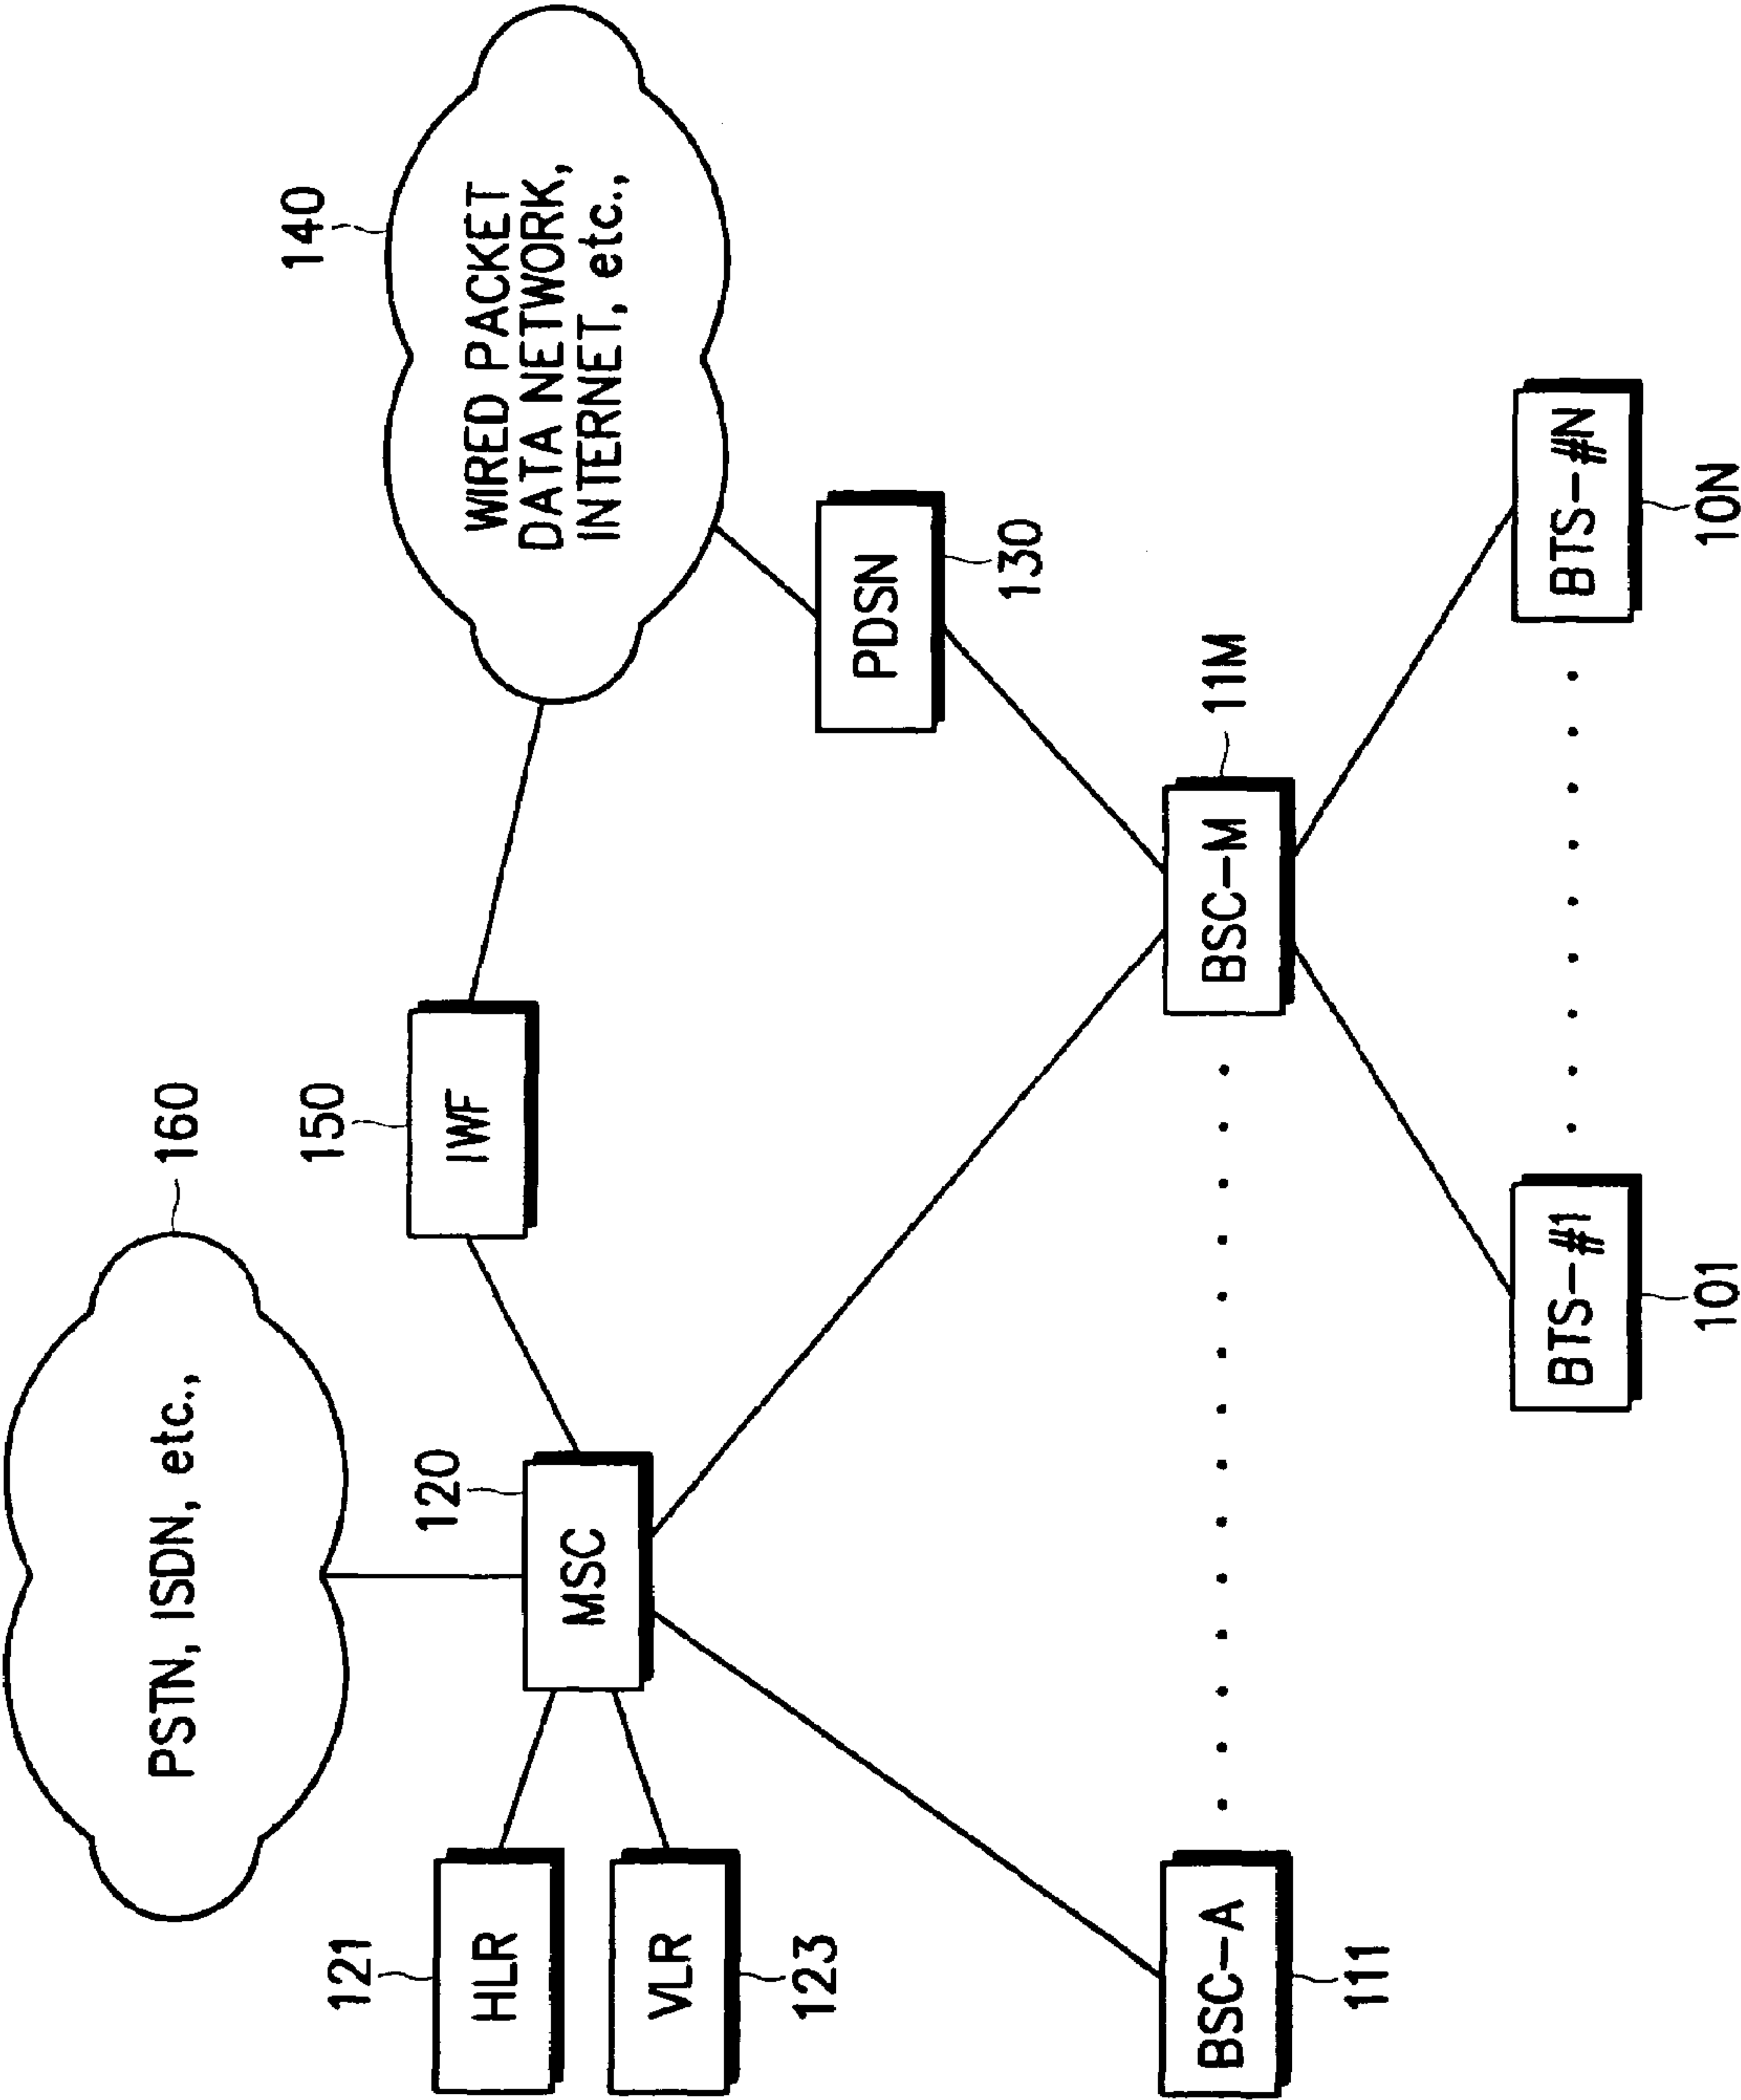 160
PSTN, ISDN, etc.,
140
WIRED PACKET
DATA NETWORK,
INTERNET, etc.,
150
IWF
121
HLR
120
MSC
VLR
123
PDSN
130
BSC-A
111
BSC-M
11M
BTS-#1
101
BTS-#N
10N